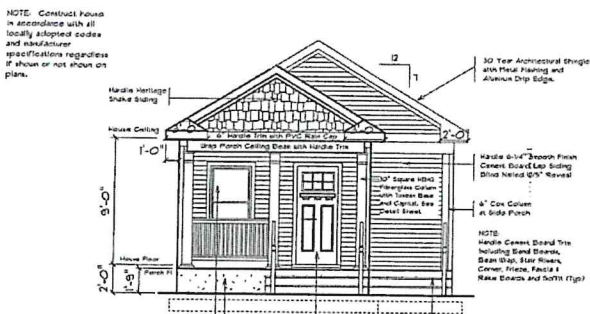 NOTE: Construct house
in accordance with all
locally adopted codes
and manufacturer
specifications regardless
if shown or not shown on
plans.
12
7
30 Year Architectural Shingle
with Metal Flashing and
Aluminum Drip Edge.
Hardie Heritage
Shake Siding
House Ceiling
6" Hardie Trim with PVC Rain Cap
2'-0"
1'-0"
Wrap Porch Ceiling Beam with Hardie Trim
Hardie 6-1/4" Smooth Finish
Cement Board Lap Siding
Blind Nailed 5" Reveal
10" Square
Fiberglass Column
with Tuscan Base
and Capital. See
Detail Sheet.
9'-0"
6" Column
at Side Porch
NOTE:
Hardie Cement Board Trim
Including Band Boards,
Beam Wrap, Stair Risers,
Corner, Frieze, Fascia &
Rake Boards and Soffit (Typ)
House Floor
Porch Fl
2'-0"